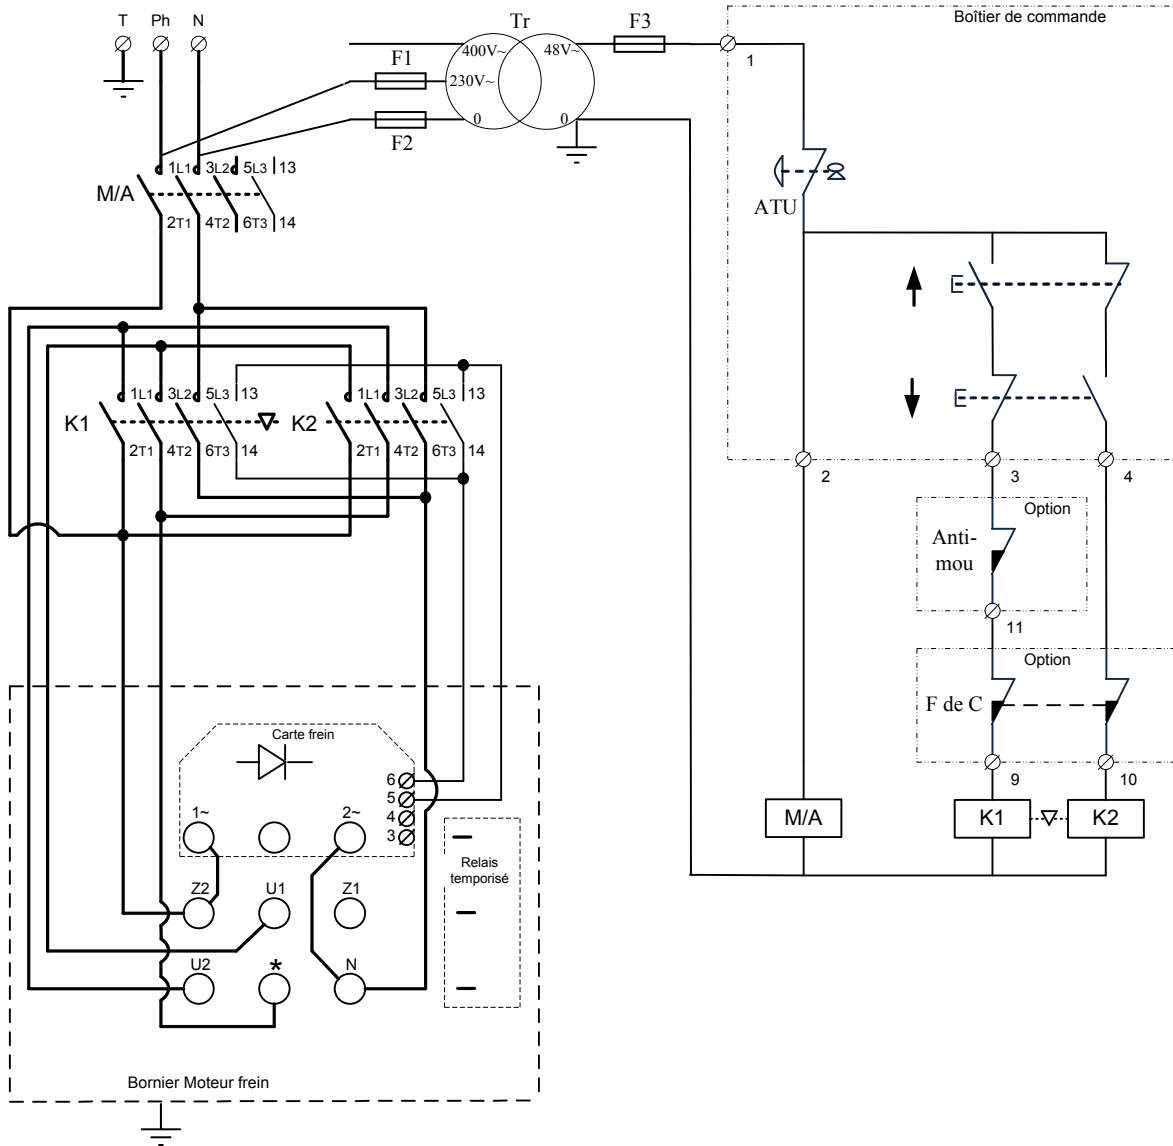 T Ph N
Tr
F3
Boîtier de commande
400V~ 48V~
1
F1
230V~
0 0
F2
1L1 3L2 5L3 13
M/A
2T1 4T2 6T3 14
ATU
1L1 3L2 5L3 13
K1
2T1 4T2 6T3 14
1L1 3L2 5L3 13
K2
2T1 4T2 6T3 14
2 3 4
Option
Anti-
mou
11
Option
F de C
9 10
M/A K1 K2
Carte frein
6
5
4
3
1~ 2~
Relais
temporisé
Z2 U1 Z1
U2 * N
Bornier Moteur frein